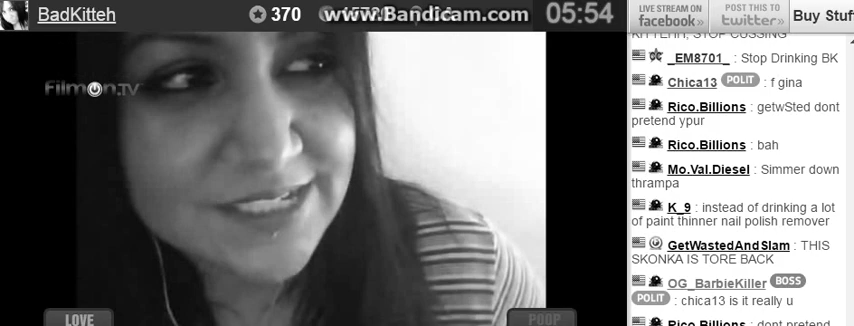 BadKitteh
370
www.Bandicam.com
05:54
LIVE STREAM ON
facebook»
POST THIS TO
twitter»
Buy Stuf
FilmOn.TV
KITTEHH, STOP CUSSING
_EM8701_ : Stop Drinking BK
Chica13 POLIT : f gina
Rico.Billions : getwSted dont
pretend ypur
Rico.Billions : bah
Mo.Val.Diesel : Simmer down
thrampa
K_9 : instead of drinking a lot
of paint thinner nail polish remover
GetWastedAndSlam : THIS
SKONKA IS TORE BACK
OG_BarbieKiller BOSS
POLIT : chica13 is it really u
Rico.Billions : dont pretend
LOVE
POOP